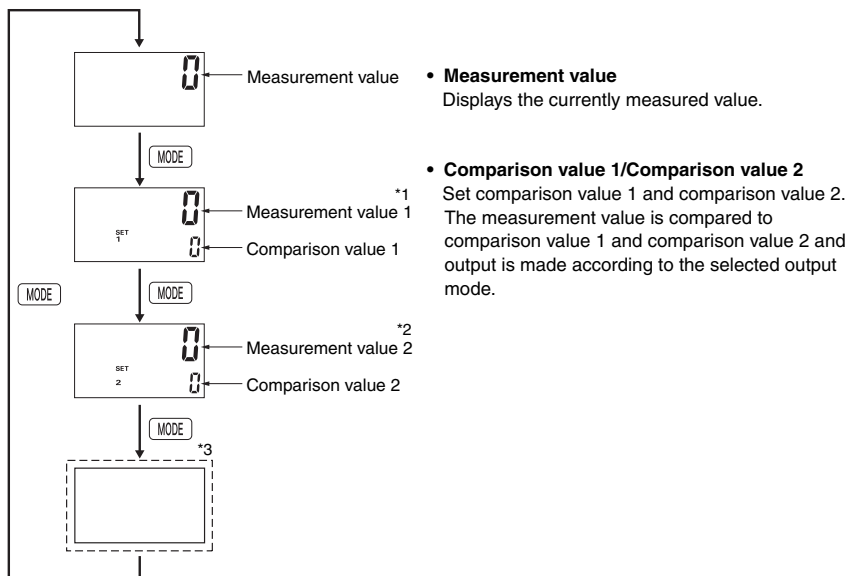 0
Measurement value
MODE
*1
0
Measurement value 1
SET
1
0
Comparison value 1
MODE
MODE
*2
0
Measurement value 2
SET
2
0
Comparison value 2
MODE
*3
• Measurement value
Displays the currently measured value.
• Comparison value 1/Comparison value 2
Set comparison value 1 and comparison value 2.
The measurement value is compared to
comparison value 1 and comparison value 2 and
output is made according to the selected output
mode.